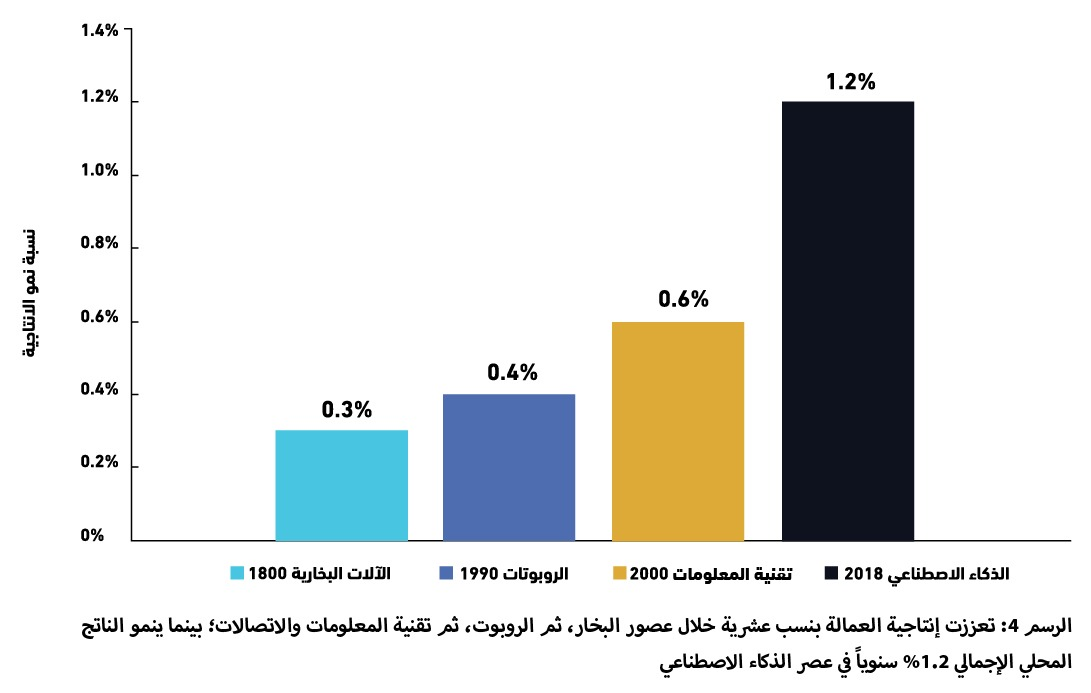 1.4%
1.2%
1.0%
0.8%
0.6%
0.4%
0.2%
0%
نسبة نمو الانتاجية
0.3%
0.4%
0.6%
1.2%
الآلات البخارية 1800
الروبوتات 1990
تقنية المعلومات 2000
الذكاء الاصطناعي 2018
الرسم 4: تعززت إنتاجية العمالة بنسب عشرية خلال عصور البخار، ثم الروبوت، ثم تقنية المعلومات والاتصالات؛ بينما ينمو الناتج
المحلي الإجمالي 1.2% سنوياً في عصر الذكاء الاصطناعي